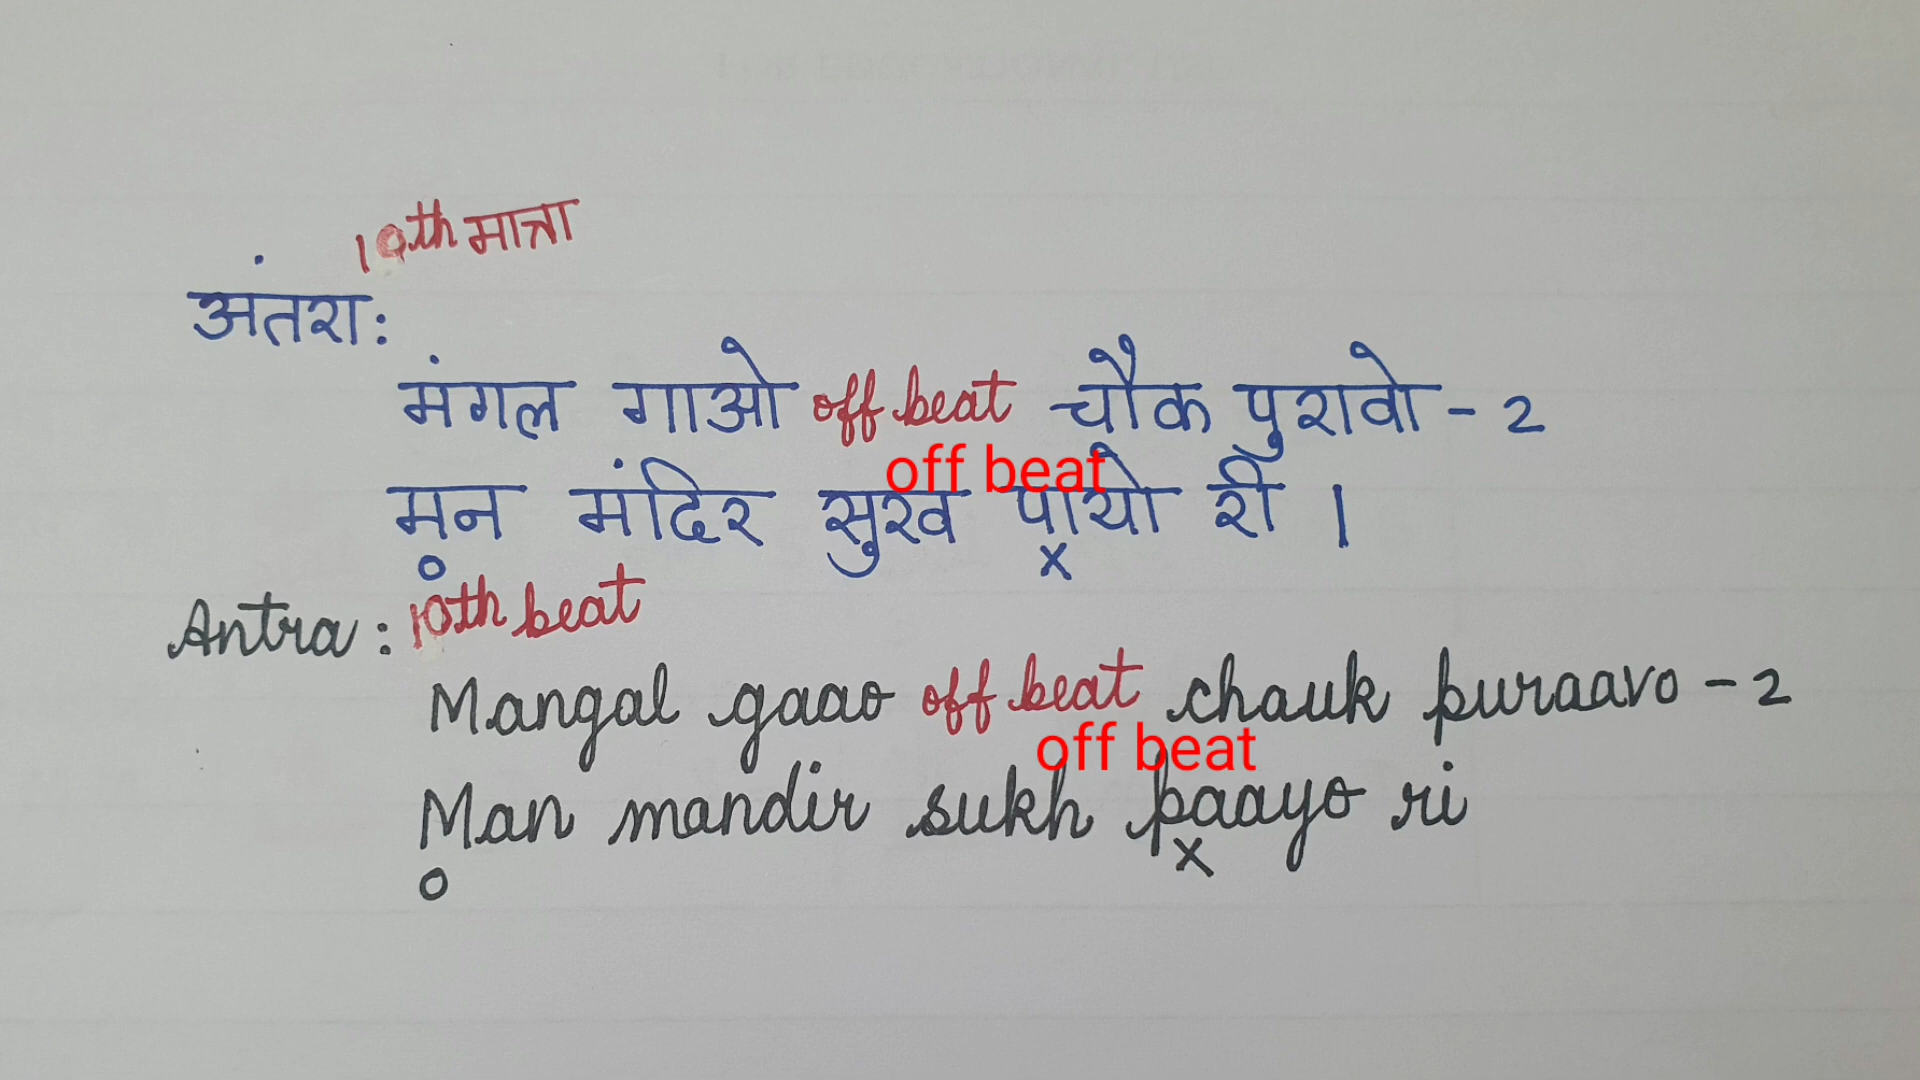 10th मात्रा
अंतरा:
मंगल गाओ off beat चौक पुरावो - 2
off beat
मन मंदिर सुख पायो री ।
o x
Antra : 10th beat
Mangal gaao off beat chauk puraavo - 2
off beat
Man mandir sukh paayo ri
o x